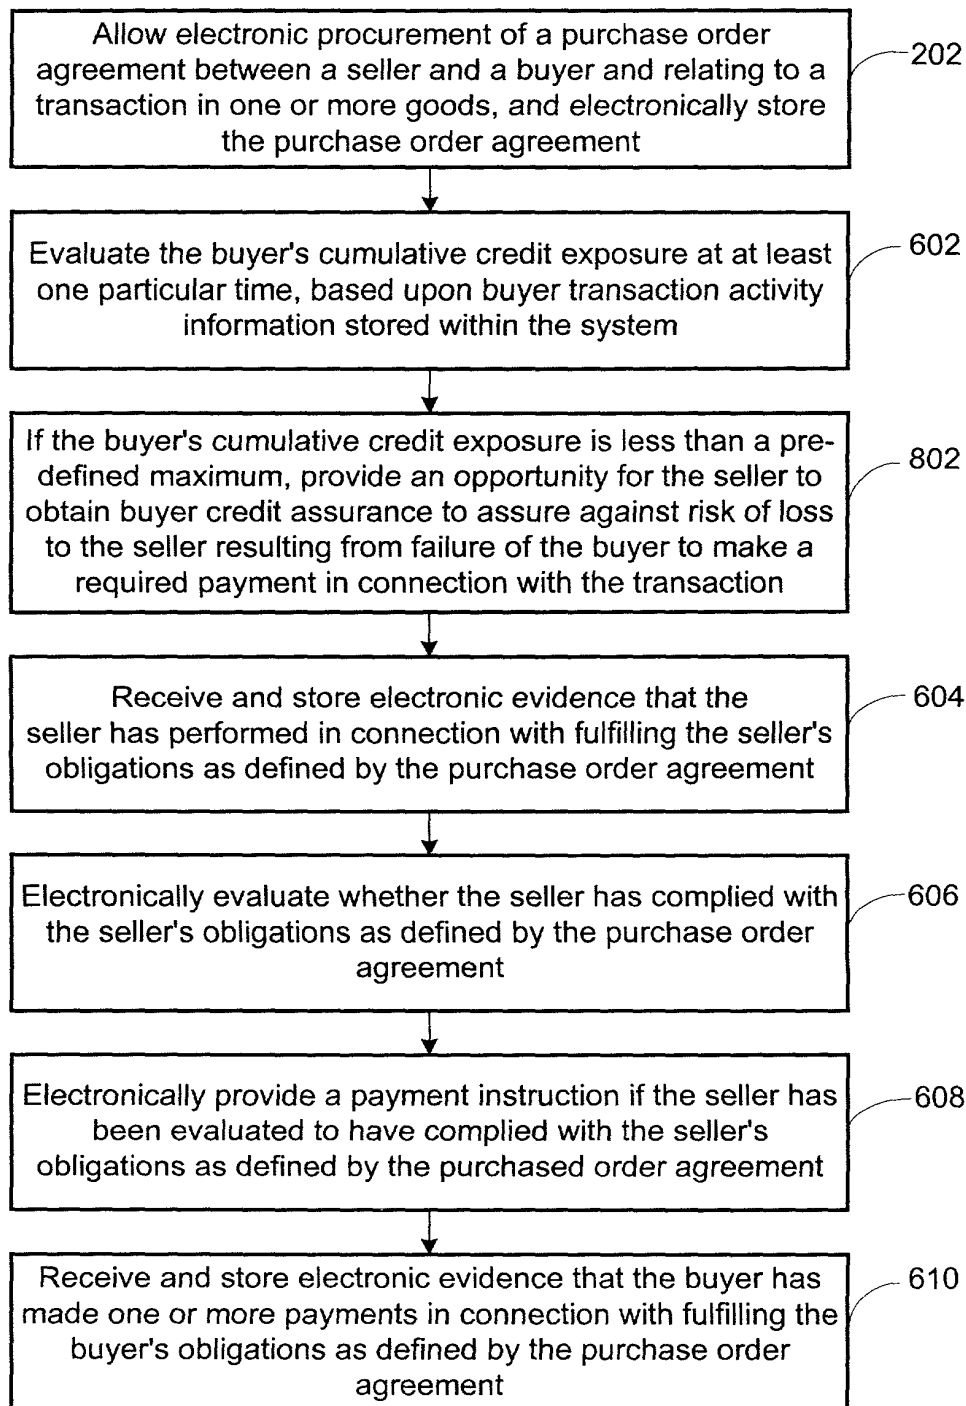 Allow electronic procurement of a purchase order
agreement between a seller and a buyer and relating to a
transaction in one or more goods, and electronically store
the purchase order agreement
202
Evaluate the buyer's cumulative credit exposure at at least
one particular time, based upon buyer transaction activity
information stored within the system
602
If the buyer's cumulative credit exposure is less than a pre-
defined maximum, provide an opportunity for the seller to
obtain buyer credit assurance to assure against risk of loss
to the seller resulting from failure of the buyer to make a
required payment in connection with the transaction
802
Receive and store electronic evidence that the
seller has performed in connection with fulfilling the seller's
obligations as defined by the purchase order agreement
604
Electronically evaluate whether the seller has complied with
the seller's obligations as defined by the purchase order
agreement
606
Electronically provide a payment instruction if the seller has
been evaluated to have complied with the seller's
obligations as defined by the purchased order agreement
608
Receive and store electronic evidence that the buyer has
made one or more payments in connection with fulfilling the
buyer's obligations as defined by the purchase order
agreement
610